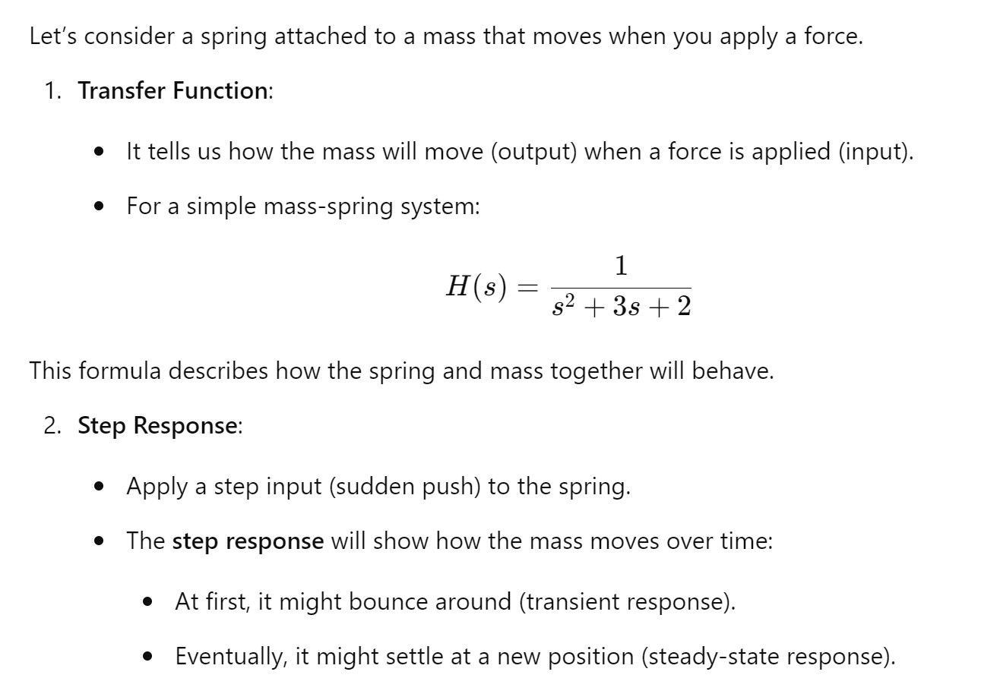 Let’s consider a spring attached to a mass that moves when you apply a force.
1. Transfer Function:
• It tells us how the mass will move (output) when a force is applied (input).
• For a simple mass-spring system:
H(s) = 1 / (s² + 3s + 2)
This formula describes how the spring and mass together will behave.
2. Step Response:
• Apply a step input (sudden push) to the spring.
• The step response will show how the mass moves over time:
• At first, it might bounce around (transient response).
• Eventually, it might settle at a new position (steady-state response).